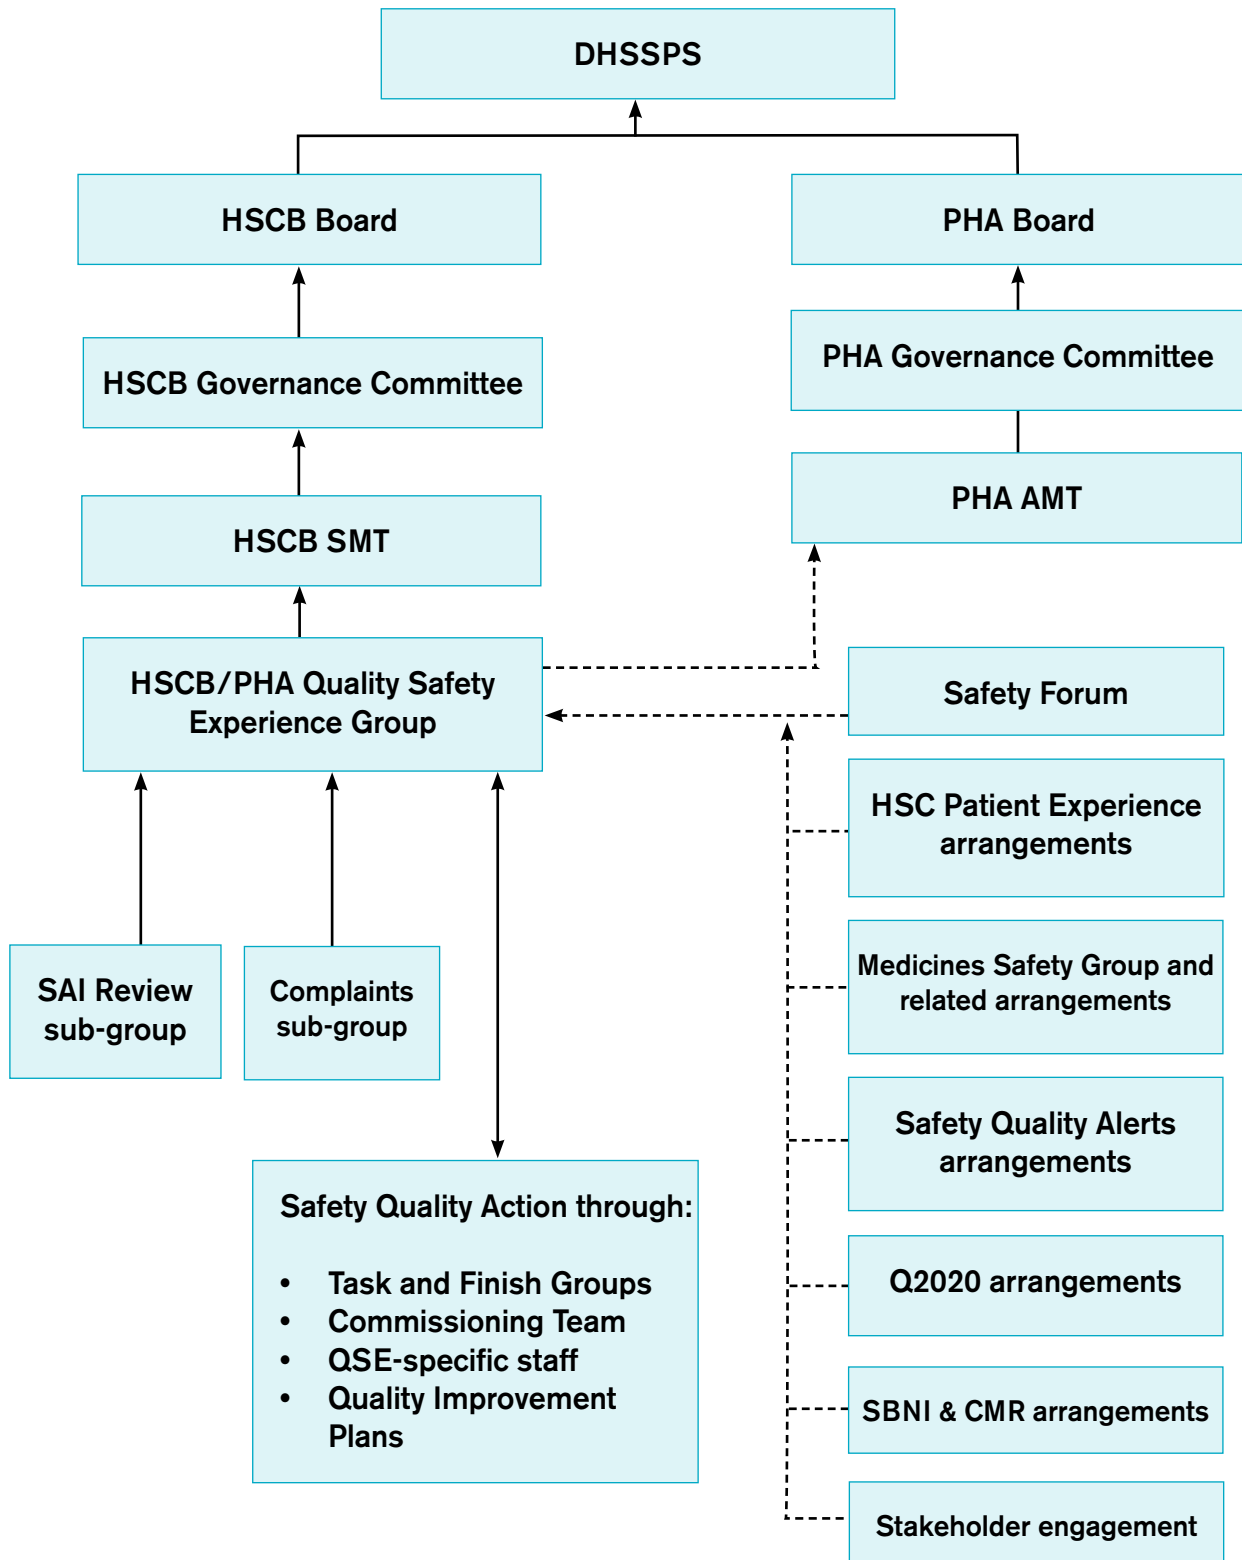 DHSSPS
HSCB Board
PHA Board
HSCB Governance Committee
PHA Governance Committee
HSCB SMT
PHA AMT
HSCB/PHA Quality Safety
Experience Group
Safety Forum
HSC Patient Experience
arrangements
Medicines Safety Group and
related arrangements
SAI Review
sub-group
Complaints
sub-group
Safety Quality Alerts
arrangements
Safety Quality Action through:
• Task and Finish Groups
• Commissioning Team
• QSE-specific staff
• Quality Improvement
Plans
Q2020 arrangements
SBNI & CMR arrangements
Stakeholder engagement